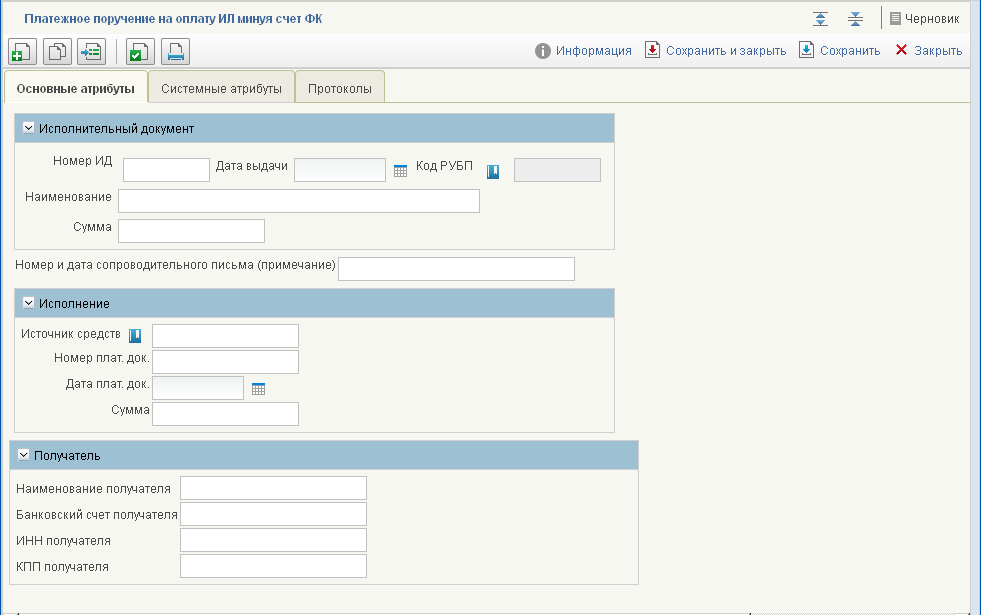 Платежное поручение на оплату ИЛ минуя счет ФК
Черновик
Информация Сохранить и закрыть Сохранить Закрыть
Основные атрибуты Системные атрибуты Протоколы
Исполнительный документ
Номер ИД Дата выдачи Код РУБП
Наименование
Сумма
Номер и дата сопроводительного письма (примечание)
Исполнение
Источник средств
Номер плат. док.
Дата плат. док.
Сумма
Получатель
Наименование получателя
Банковский счет получателя
ИНН получателя
КПП получателя